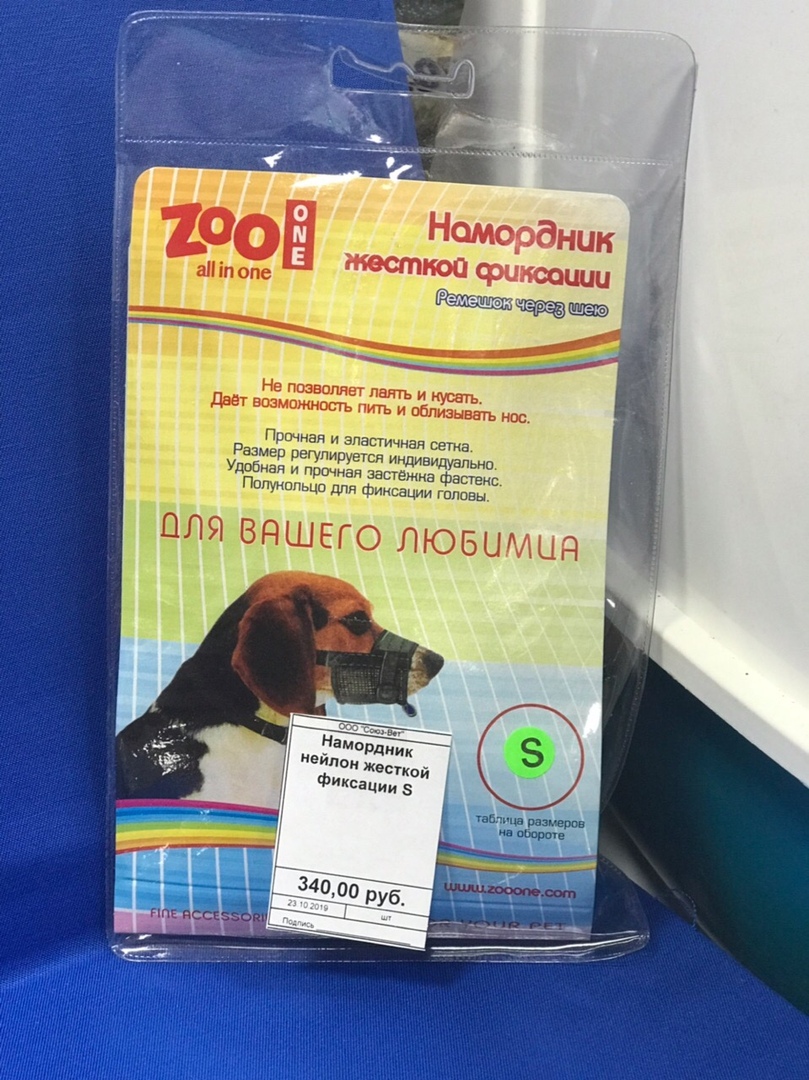 ZOO ONE
all in one
Намордник
жесткой фиксации
Ремешок через шею
Не позволяет лаять и кусать.
Даёт возможность пить и облизывать нос.
Прочная и эластичная сетка.
Размер регулируется индивидуально.
Удобная и прочная застёжка фастекс.
Полукольцо для фиксации головы.
ДЛЯ ВАШЕГО ЛЮБИМЦА
S
таблица размеров
на обороте
ООО "Союз-Вет"
Намордник
нейлон жесткой
фиксации S
340,00 руб.
23.10.2019 шт
Подпись
www.zooone.com
FINE YOUR PET